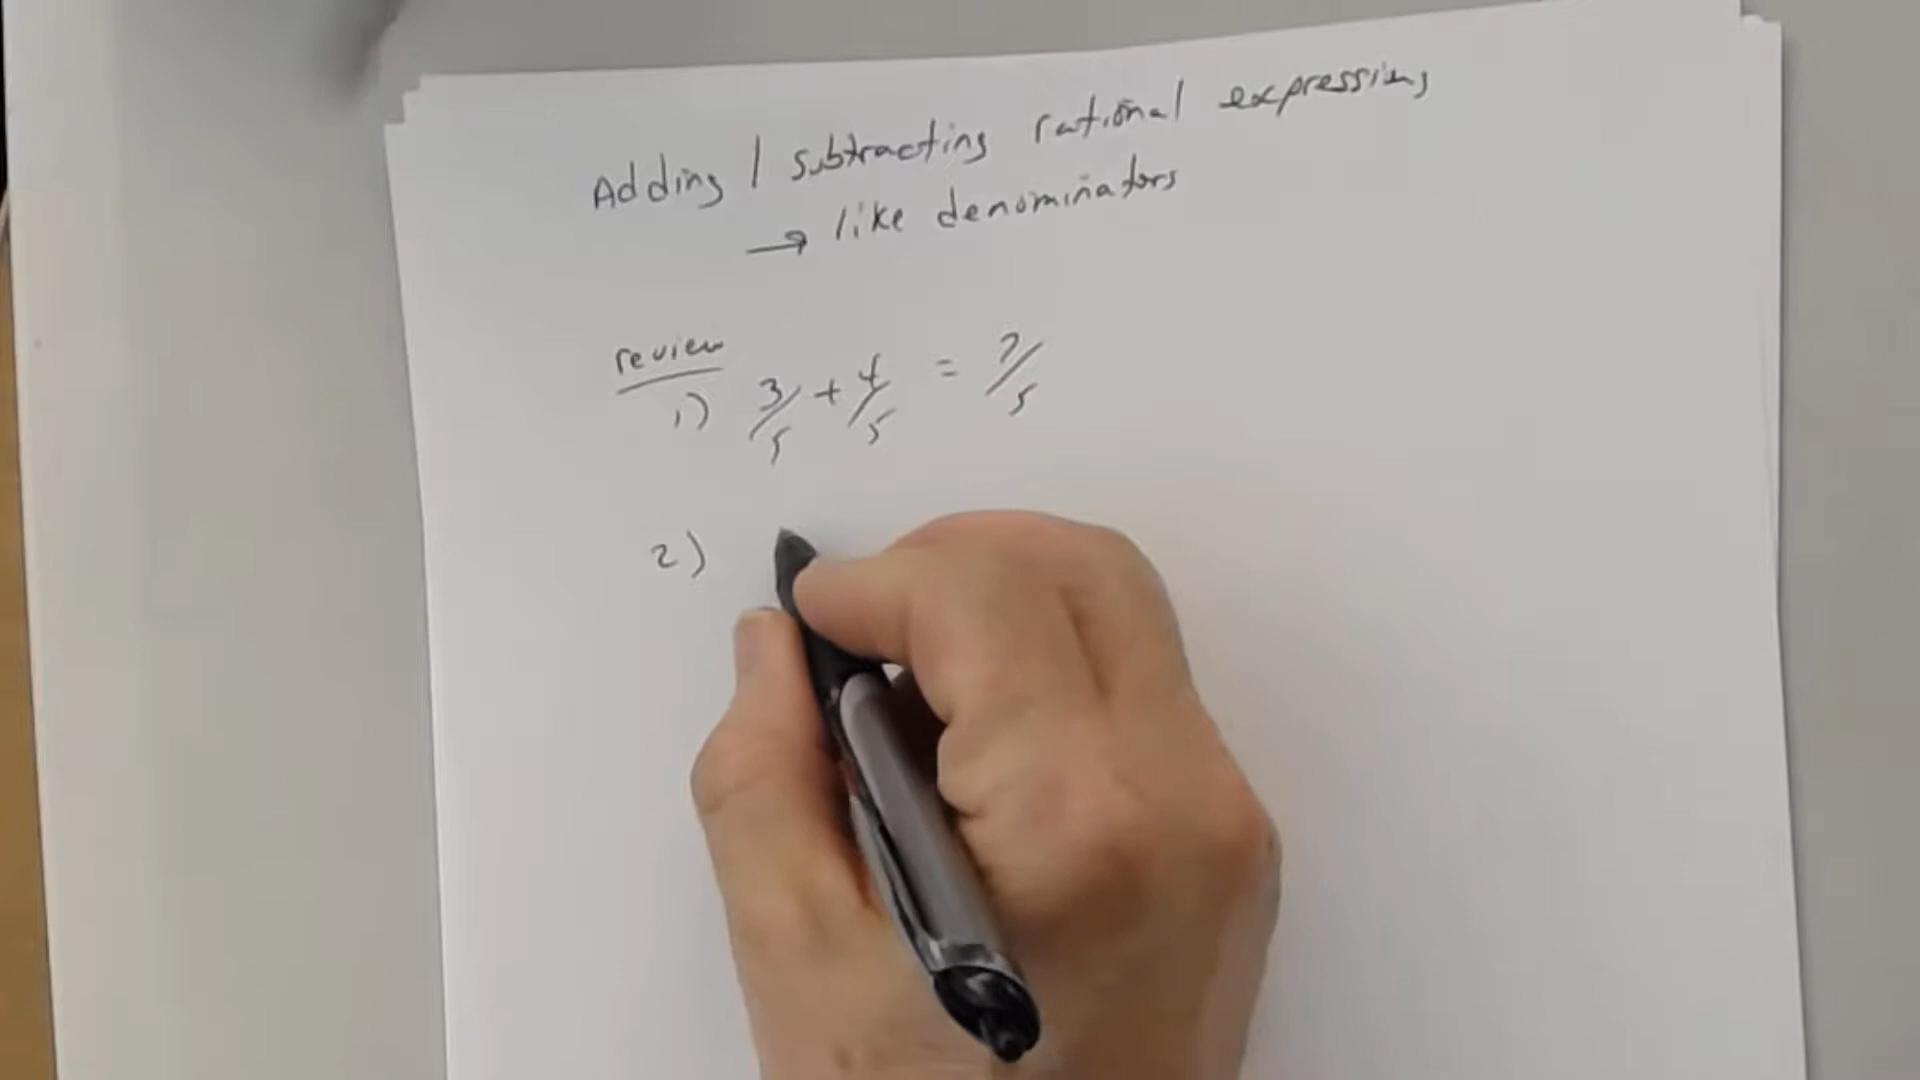 Adding / subtracting rational expressions
→ like denominators
review
1) 3/5 + 4/5 = 7/5
2)